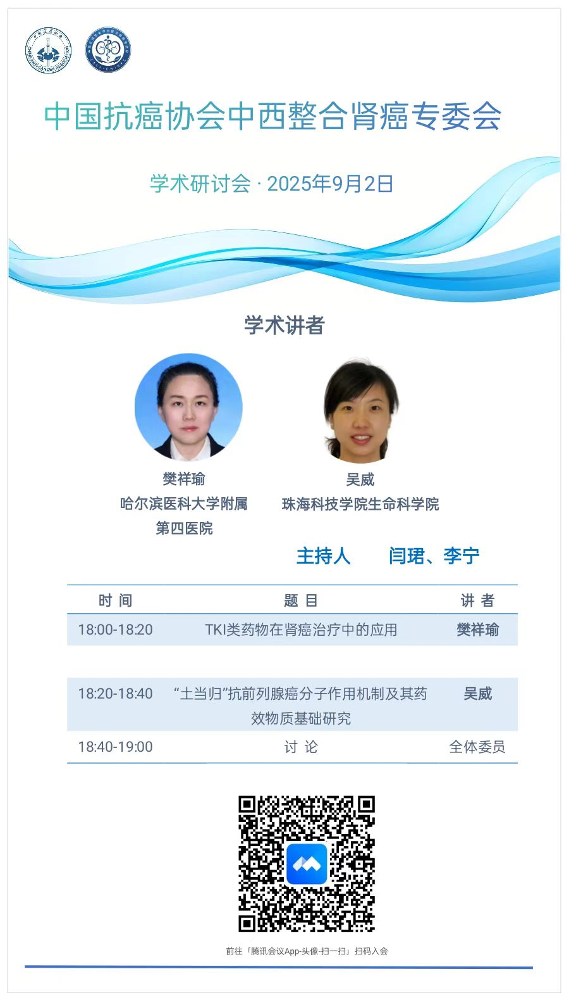 CHINA ANTI-CANCER ASSOCIATION
中国抗癌协会中西整合肾癌专委会
学术研讨会 · 2025年9月2日
学术讲者
樊祥瑜
哈尔滨医科大学附属
第四医院
吴威
珠海科技学院生命科学院
主持人 闫珺、李宁
时 间 题 目 讲 者
18:00-18:20 TKI类药物在肾癌治疗中的应用 樊祥瑜
18:20-18:40 “土当归”抗前列腺癌分子作用机制及其药 吴威
效物质基础研究
18:40-19:00 讨 论 全体委员
前往「腾讯会议App-头像-扫一扫」扫码入会